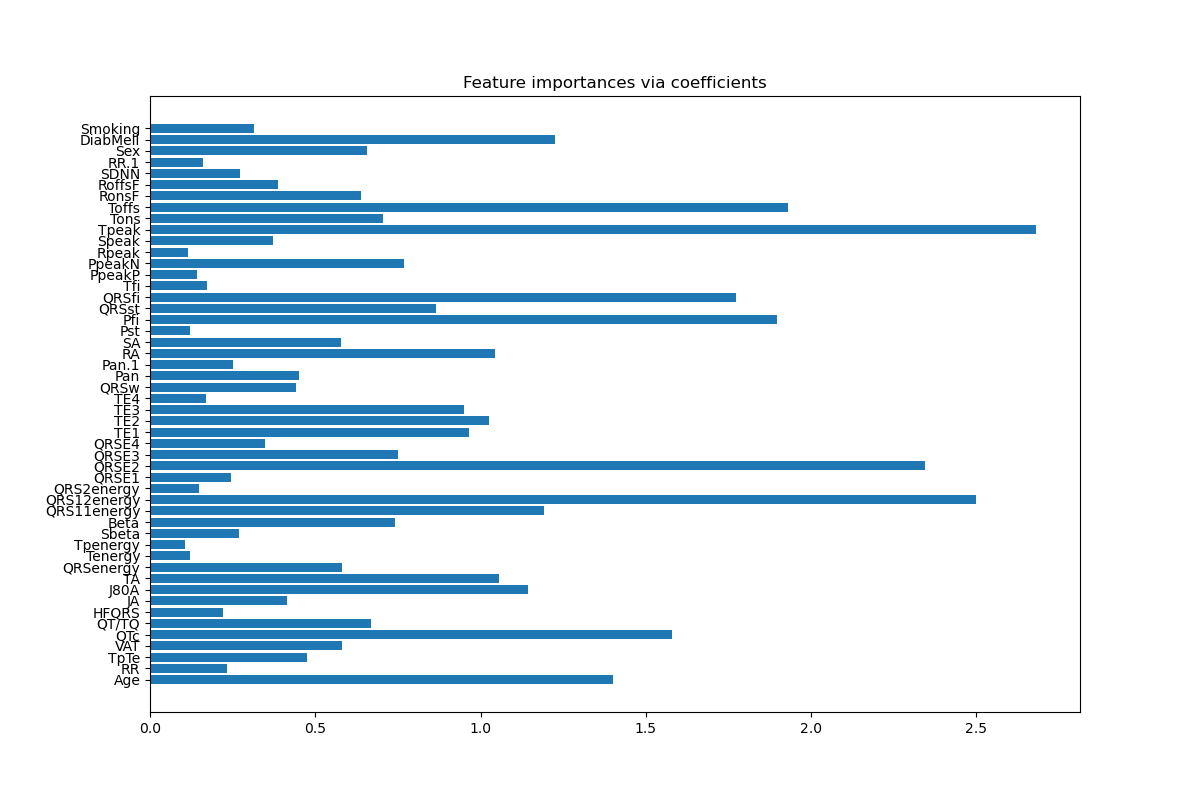 Feature importances via coefficients
Smoking
DiabMell
Sex
RR.1
SDNN
RoffsF
RonsF
Toffs
Tons
Tpeak
Speak
Rpeak
PpeakN
PpeakP
Tfi
QRSfi
QRSst
Pfi
Pst
SA
RA
Pan.1
Pan
QRSw
TE4
TE3
TE2
TE1
QRSE4
QRSE3
QRSE2
QRSE1
QRS2energy
QRS12energy
QRS11energy
Beta
Sbeta
Tpenergy
Tenergy
QRSenergy
TA
J80A
JA
HFQRS
QT/TQ
QTc
VAT
TpTe
RR
Age
0.0 0.5 1.0 1.5 2.0 2.5